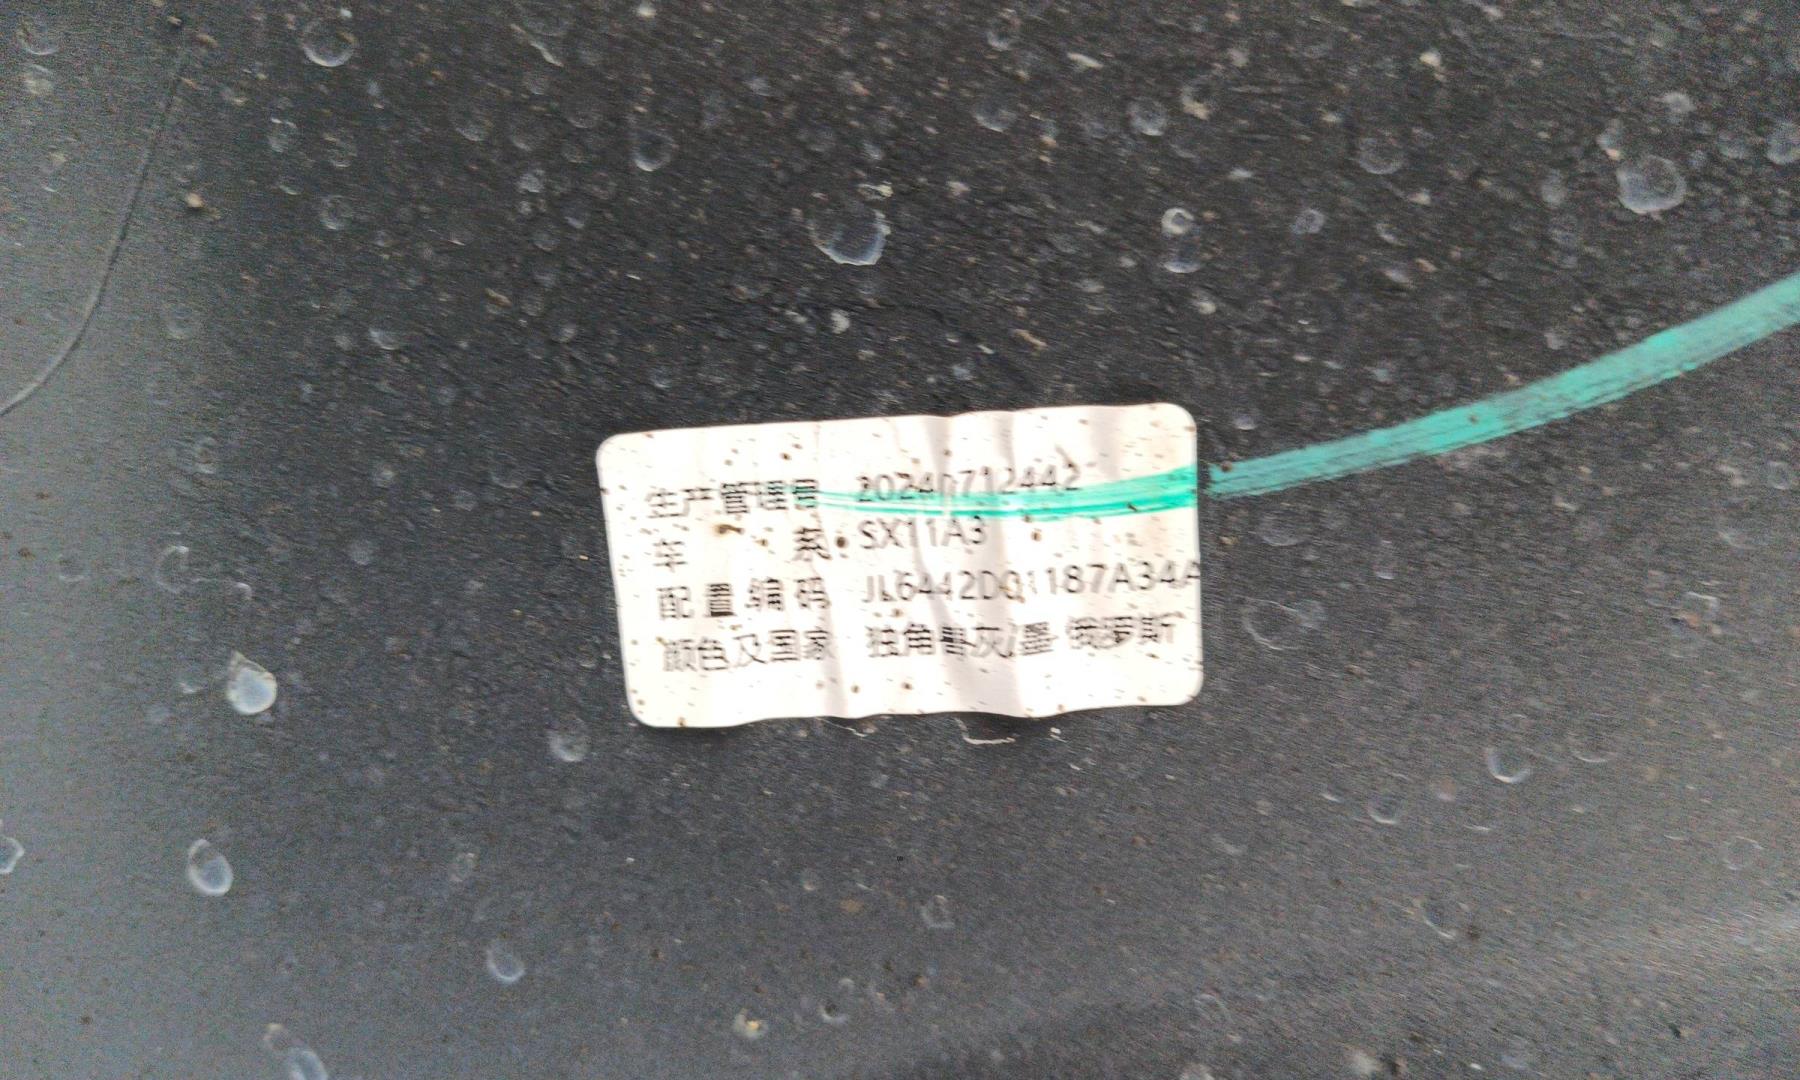 生产管理号 20240712442
车 系: SX11A3
配置编码 JL6442DQ1187A34A
颜色及国家 独角兽灰/墨 俄罗斯